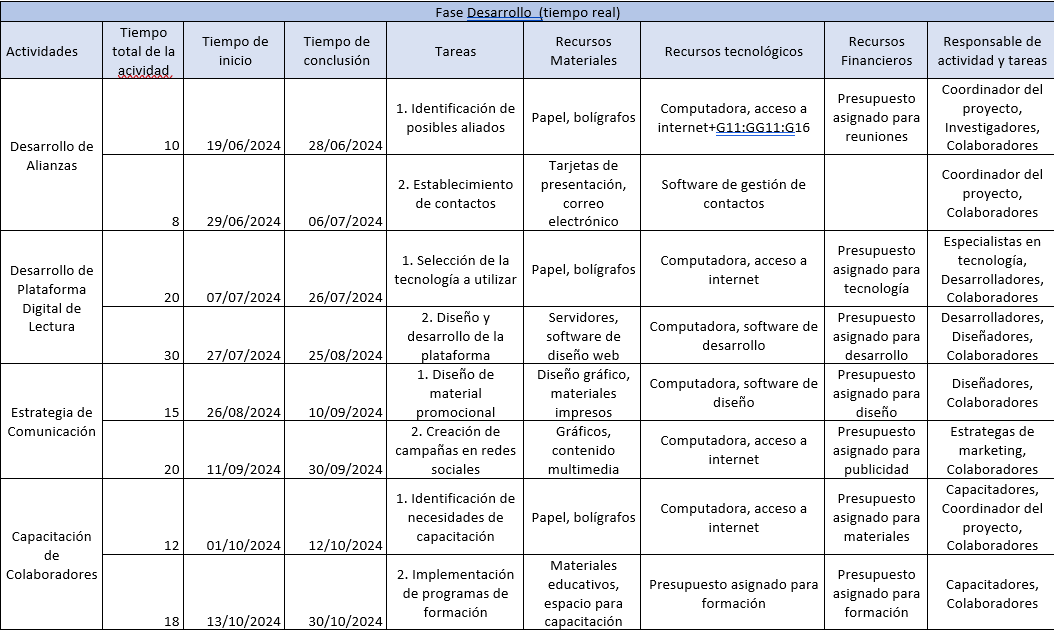 Fase Desarrollo (tiempo real)
Actividades
Tiempo
total de la
acividad
Tiempo de
inicio
Tiempo de
conclusión
Tareas
Recursos
Materiales
Recursos tecnológicos
Recursos
Financieros
Responsable de
actividad y tareas
Desarrollo de
Alianzas
10
19/06/2024
28/06/2024
1. Identificación de
posibles aliados
Papel, bolígrafos
Computadora, acceso a
internet+G11:GG11:G16
Presupuesto
asignado para
reuniones
Coordinador del
proyecto,
Investigadores,
Colaboradores
8
29/06/2024
06/07/2024
2. Establecimiento
de contactos
Tarjetas de
presentación,
correo
electrónico
Software de gestión de
contactos
Coordinador del
proyecto,
Colaboradores
Desarrollo de
Plataforma
Digital de
Lectura
20
07/07/2024
26/07/2024
1. Selección de la
tecnología a utilizar
Papel, bolígrafos
Computadora, acceso a
internet
Presupuesto
asignado para
tecnología
Especialistas en
tecnología,
Desarrolladores,
Colaboradores
30
27/07/2024
25/08/2024
2. Diseño y
desarrollo de la
plataforma
Servidores,
software de
diseño web
Computadora, software de
desarrollo
Presupuesto
asignado para
desarrollo
Desarrolladores,
Diseñadores,
Colaboradores
Estrategia de
Comunicación
15
26/08/2024
10/09/2024
1. Diseño de
material
promocional
Diseño gráfico,
materiales
impresos
Computadora, software de
diseño
Presupuesto
asignado para
diseño
Diseñadores,
Colaboradores
20
11/09/2024
30/09/2024
2. Creación de
campañas en redes
sociales
Gráficos,
contenido
multimedia
Computadora, acceso a
internet
Presupuesto
asignado para
publicidad
Estrategas de
marketing,
Colaboradores
Capacitación
de
Colaboradores
12
01/10/2024
12/10/2024
1. Identificación de
necesidades de
capacitación
Papel, bolígrafos
Computadora, acceso a
internet
Presupuesto
asignado para
materiales
Capacitadores,
Coordinador del
proyecto,
Colaboradores
18
13/10/2024
30/10/2024
2. Implementación
de programas de
formación
Materiales
educativos,
espacio para
capacitación
Presupuesto asignado para
formación
Presupuesto
asignado para
formación
Capacitadores,
Colaboradores